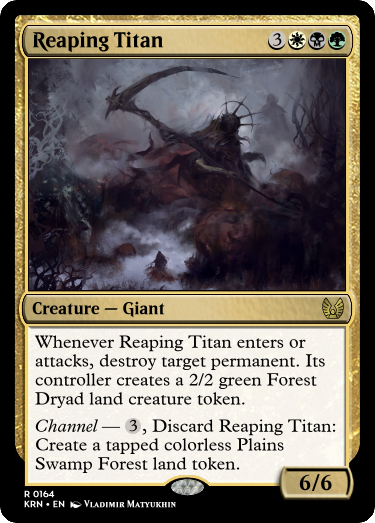 Reaping Titan 3
Creature — Giant
Whenever Reaping Titan enters or
attacks, destroy target permanent. Its
controller creates a 2/2 green Forest
Dryad land creature token.
Channel — 3, Discard Reaping Titan:
Create a tapped colorless Plains
Swamp Forest land token.
6/6
R 0164
KRN • EN Vladimir Matyukhin